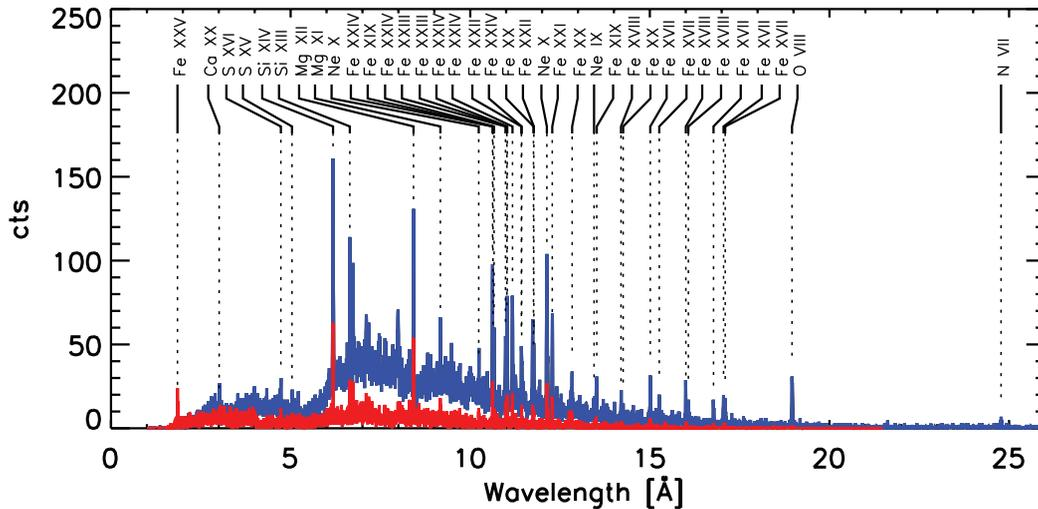 250
200
150
100
50
0
cts
Fe XXV
Ca XX
S XVI
S XV
Si XIV
Si XIII
Mg XII
Mg XI
Ne X
Fe XXIV
Fe XIX
Fe XXIV
Fe XXIII
Fe XXIII
Fe XXIV
Fe XXIV
Fe XXIII
Fe XXIV
Fe XX
Fe XXII
Ne X
Fe XXI
Fe XX
Ne IX
Fe XIX
Fe XVIII
Fe XX
Fe XVII
Fe XVIII
Fe XVIII
Fe XVIII
Fe XVII
Fe XVII
Fe XVII
O VIII
N VII
0 5 10 15 20 25
Wavelength [Å]